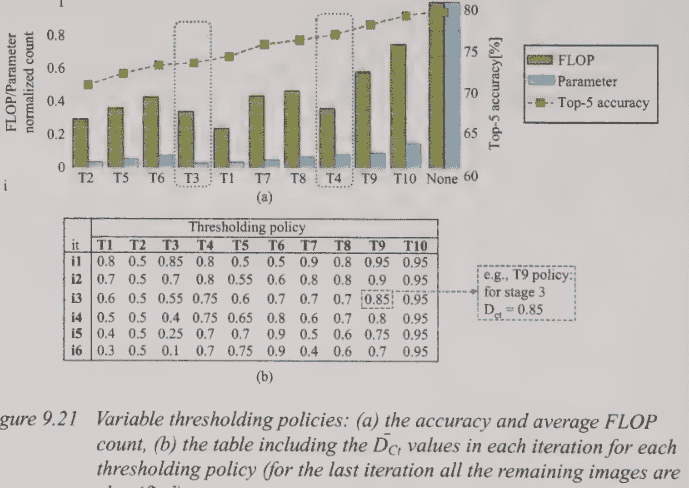 1
0.8
0.6
0.4
0.2
0
FLOP/Parameter
normalized count
80
75
70
65
60
Top-5 accuracy[%]
FLOP
Parameter
Top-5 accuracy
T2 T5 T6 T3 T1 T7 T8 T4 T9 T10 None
(a)
i
Thresholding policy
it T1 T2 T3 T4 T5 T6 T7 T8 T9 T10
i1 0.8 0.5 0.85 0.8 0.5 0.5 0.9 0.8 0.95 0.95
i2 0.7 0.5 0.7 0.8 0.55 0.6 0.8 0.8 0.9 0.95
i3 0.6 0.5 0.55 0.75 0.6 0.7 0.7 0.7 0.85 0.95
i4 0.5 0.5 0.4 0.75 0.65 0.8 0.6 0.7 0.8 0.95
i5 0.4 0.5 0.25 0.7 0.7 0.9 0.5 0.6 0.75 0.95
i6 0.3 0.5 0.1 0.7 0.75 0.9 0.4 0.6 0.7 0.95
e.g., T9 policy:
for stage 3
Dct = 0.85
(b)
gure 9.21 Variable thresholding policies: (a) the accuracy and average FLOP
count, (b) the table including the D̄Ct values in each iteration for each
thresholding policy (for the last iteration all the remaining images are